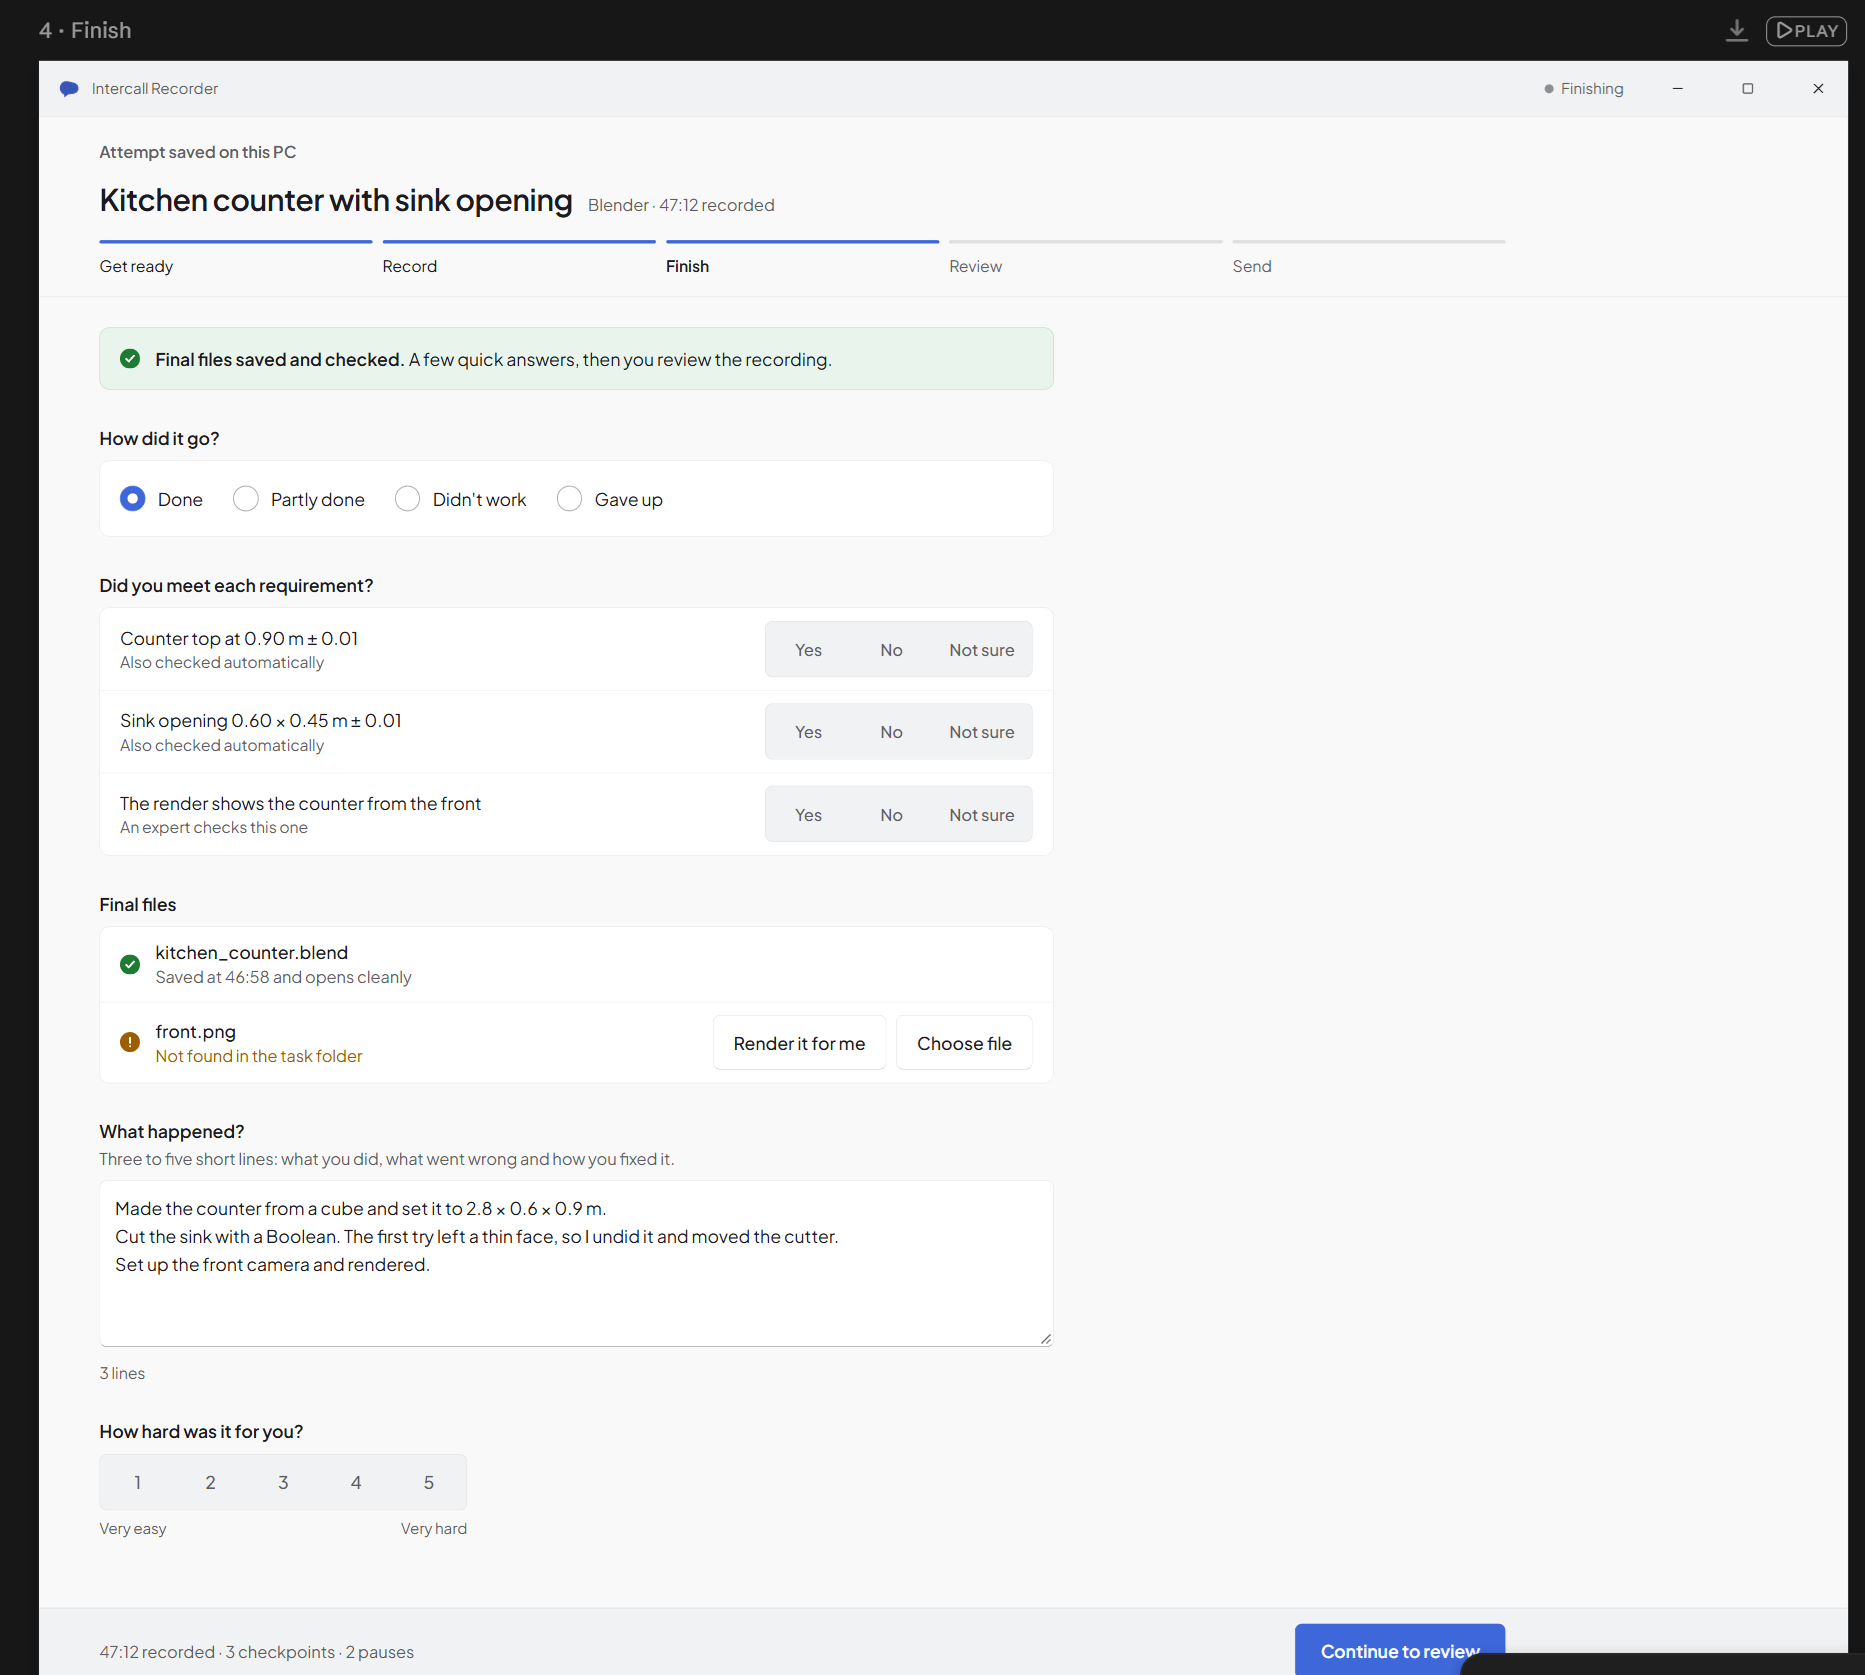 4 · Finish
PLAY
Intercall Recorder
Finishing
Attempt saved on this PC
Kitchen counter with sink opening Blender · 47:12 recorded
Get ready Record Finish Review Send
Final files saved and checked. A few quick answers, then you review the recording.
How did it go?
Done Partly done Didn't work Gave up
Did you meet each requirement?
Counter top at 0.90 m ± 0.01
Also checked automatically
Yes No Not sure
Sink opening 0.60 × 0.45 m ± 0.01
Also checked automatically
Yes No Not sure
The render shows the counter from the front
An expert checks this one
Yes No Not sure
Final files
kitchen_counter.blend
Saved at 46:58 and opens cleanly
front.png
Not found in the task folder
Render it for me Choose file
What happened?
Three to five short lines: what you did, what went wrong and how you fixed it.
Made the counter from a cube and set it to 2.8 × 0.6 × 0.9 m.
Cut the sink with a Boolean. The first try left a thin face, so I undid it and moved the cutter.
Set up the front camera and rendered.
3 lines
How hard was it for you?
1 2 3 4 5
Very easy Very hard
47:12 recorded · 3 checkpoints · 2 pauses
Continue to review